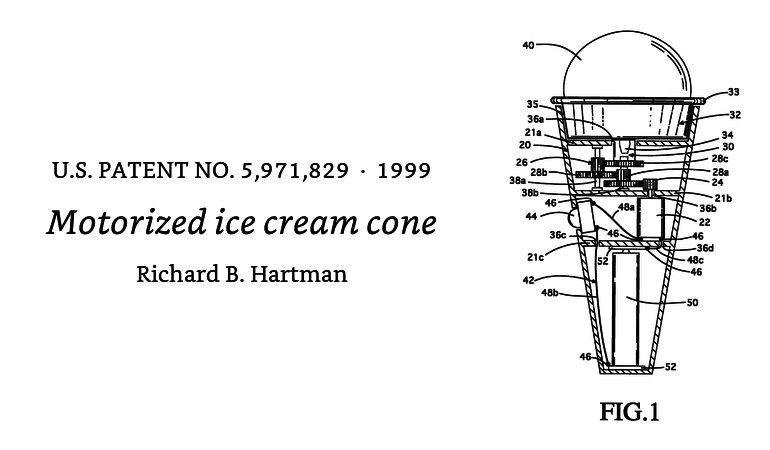 U.S. PATENT NO. 5,971,829 · 1999
Motorized ice cream cone
Richard B. Hartman
40
33
35
32
36a
21a
34
20
30
26
28c
28b
28a
38a
24
38b
21b
46
48a
36b
44
22
36c
46
46
36d
21c
52
48c
46
42
48b
50
46
52
FIG.1